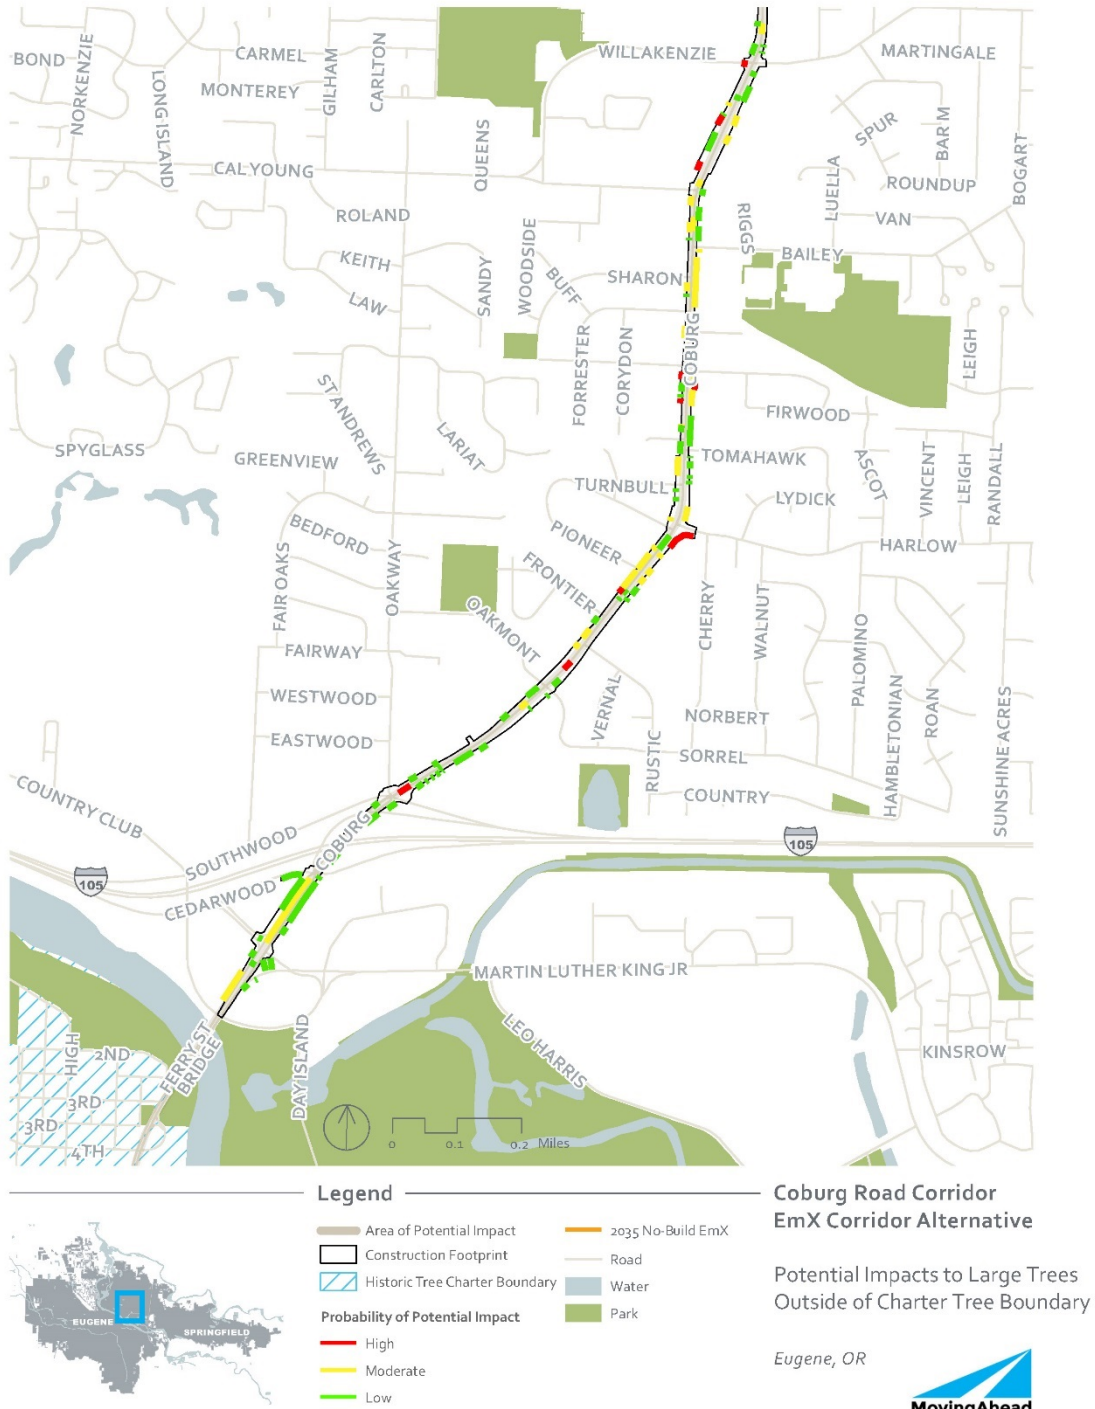 WILLAKENZIE
MARTINGALE
BOND
NORKENZIE
CARMEL
GILHAM
CARLTON
LONG ISLAND
MONTEREY
SPUR
BAR M
BOGART
QUEENS
CALYOUNG
LUELLA
ROUNDUP
ROLAND
RIGGS
VAN
WOODSIDE
KEITH
SANDY
BUFF
SHARON
BAILEY
LAW
COBURG
FORRESTER
CORYDON
LEIGH
ST ANDREWS
LARIAT
FIRWOOD
SPYGLASS
GREENVIEW
TOMAHAWK
ASCOT
VINCENT
LEIGH
RANDALL
TURNBULL
LYDICK
BEDFORD
PIONEER
HARLOW
FAIR OAKS
OAKWAY
FRONTIER
OAKMONT
CHERRY
WALNUT
PALOMINO
FAIRWAY
WESTWOOD
VERNAL
NORBERT
HAMBLETONIAN
ROAN
SUNSHINE ACRES
EASTWOOD
RUSTIC
SORREL
COUNTRY
COUNTRY CLUB
SOUTHWOOD
COBURG
105
105
CEDARWOOD
MARTIN LUTHER KING JR
LEO HARRIS
DAY ISLAND
FERRY ST
BRIDGE
HIGH
2ND
KINSROW
3RD
3RD
4TH
0 0.1 0.2 Miles
Legend
Area of Potential Impact
Construction Footprint
Historic Tree Charter Boundary
Probability of Potential Impact
High
Moderate
Low
2035 No-Build EmX
Road
Water
Park
EUGENE
SPRINGFIELD
Coburg Road Corridor
EmX Corridor Alternative
Potential Impacts to Large Trees
Outside of Charter Tree Boundary
Eugene, OR
MovingAhead